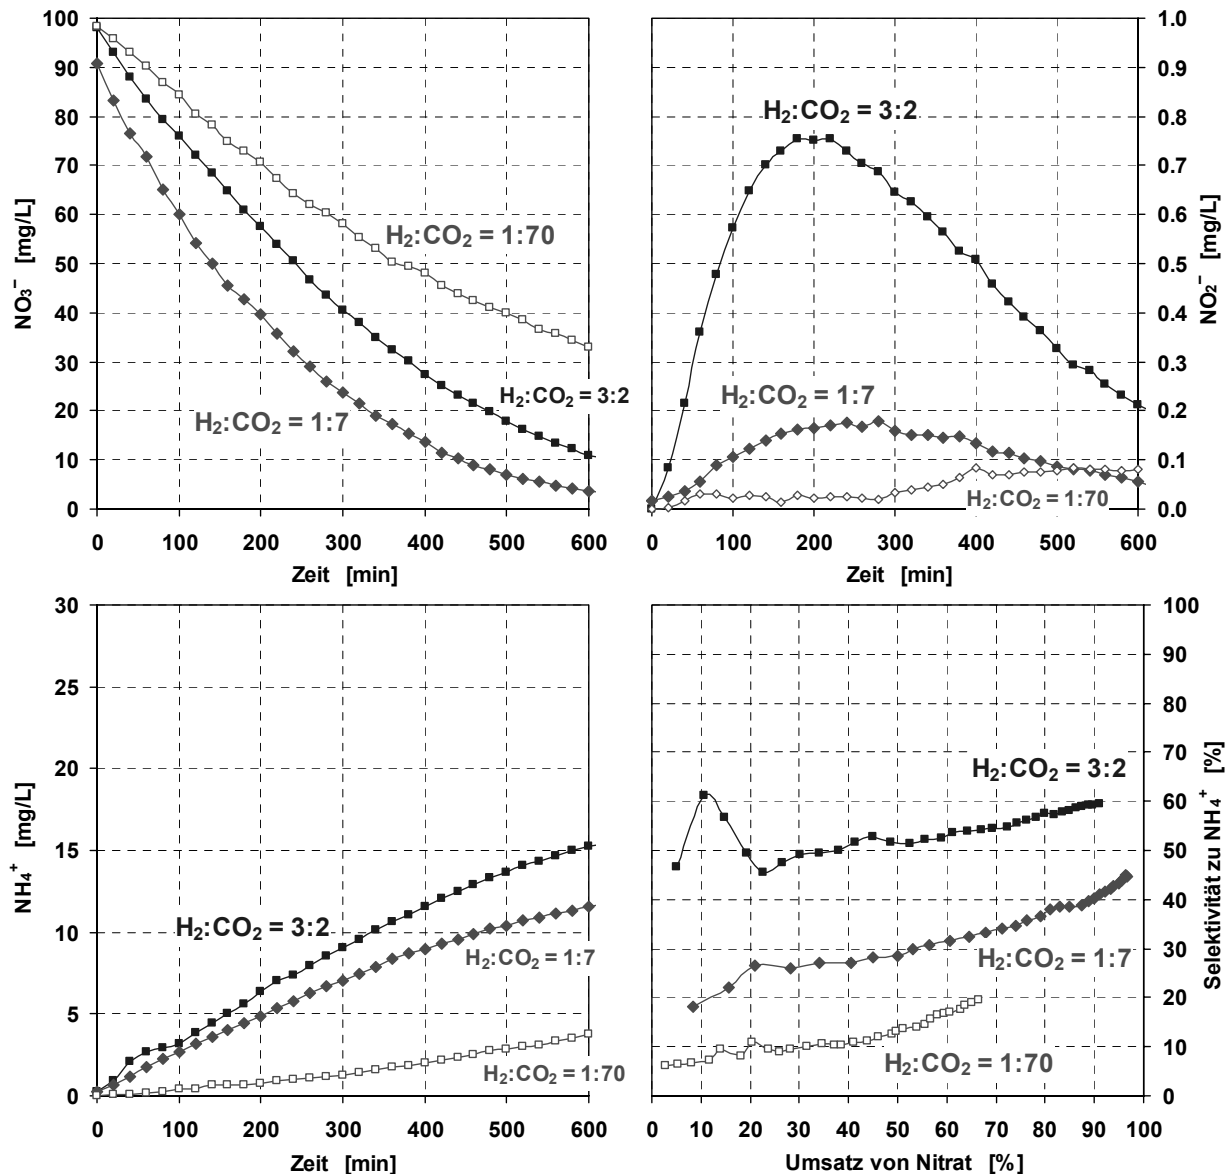 100
90
80
70
60
50
40
30
20
10
0
NO₃⁻ [mg/L]
H₂:CO₂ = 1:70
H₂:CO₂ = 3:2
H₂:CO₂ = 1:7
0 100 200 300 400 500 600
Zeit [min]
H₂:CO₂ = 3:2
H₂:CO₂ = 1:7
H₂:CO₂ = 1:70
1.0
0.9
0.8
0.7
0.6
0.5
0.4
0.3
0.2
0.1
0.0
NO₂⁻ [mg/L]
0 100 200 300 400 500 600
Zeit [min]
30
25
20
15
10
5
0
NH₄⁺ [mg/L]
H₂:CO₂ = 3:2
H₂:CO₂ = 1:7
H₂:CO₂ = 1:70
0 100 200 300 400 500 600
Zeit [min]
H₂:CO₂ = 3:2
H₂:CO₂ = 1:7
H₂:CO₂ = 1:70
100
90
80
70
60
50
40
30
20
10
0
Selektivität zu NH₄⁺ [%]
0 10 20 30 40 50 60 70 80 90 100
Umsatz von Nitrat [%]